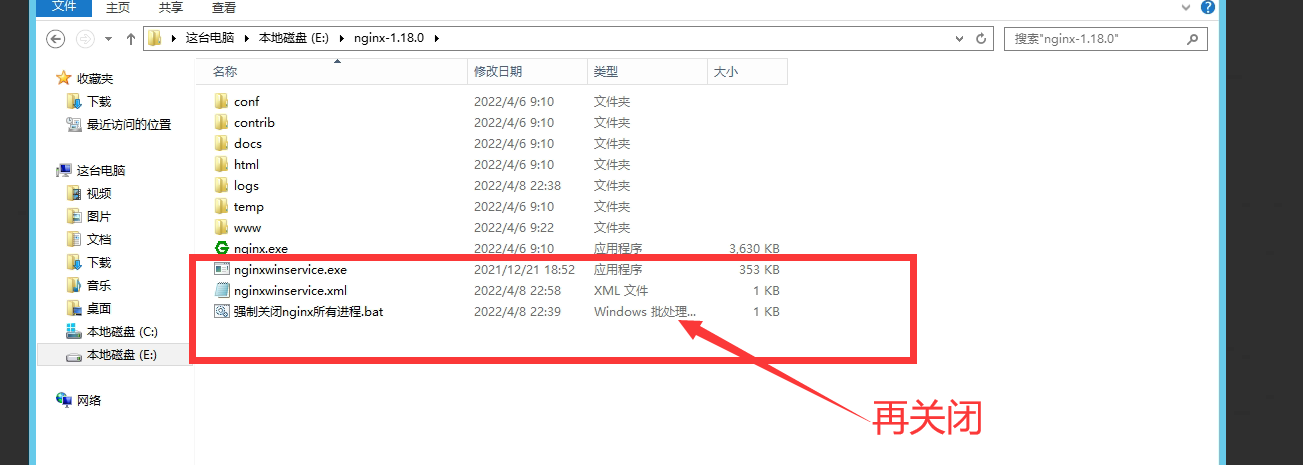 文件 主页 共享 查看
这台电脑 本地磁盘 (E:) nginx-1.18.0 搜索"nginx-1.18.0"
名称 修改日期 类型 大小
收藏夹
下载
最近访问的位置
这台电脑
视频
图片
文档
下载
音乐
桌面
本地磁盘 (C:)
本地磁盘 (E:)
网络
conf 2022/4/6 9:10 文件夹
contrib 2022/4/6 9:10 文件夹
docs 2022/4/6 9:10 文件夹
html 2022/4/6 9:10 文件夹
logs 2022/4/8 22:38 文件夹
temp 2022/4/6 9:10 文件夹
www 2022/4/6 9:22 文件夹
nginx.exe 2022/4/6 9:10 应用程序 3,630 KB
nginxwinservice.exe 2021/12/21 18:52 应用程序 353 KB
nginxwinservice.xml 2022/4/8 22:58 XML 文件 1 KB
强制关闭nginx所有进程.bat 2022/4/8 22:39 Windows 批处理... 1 KB
再关闭